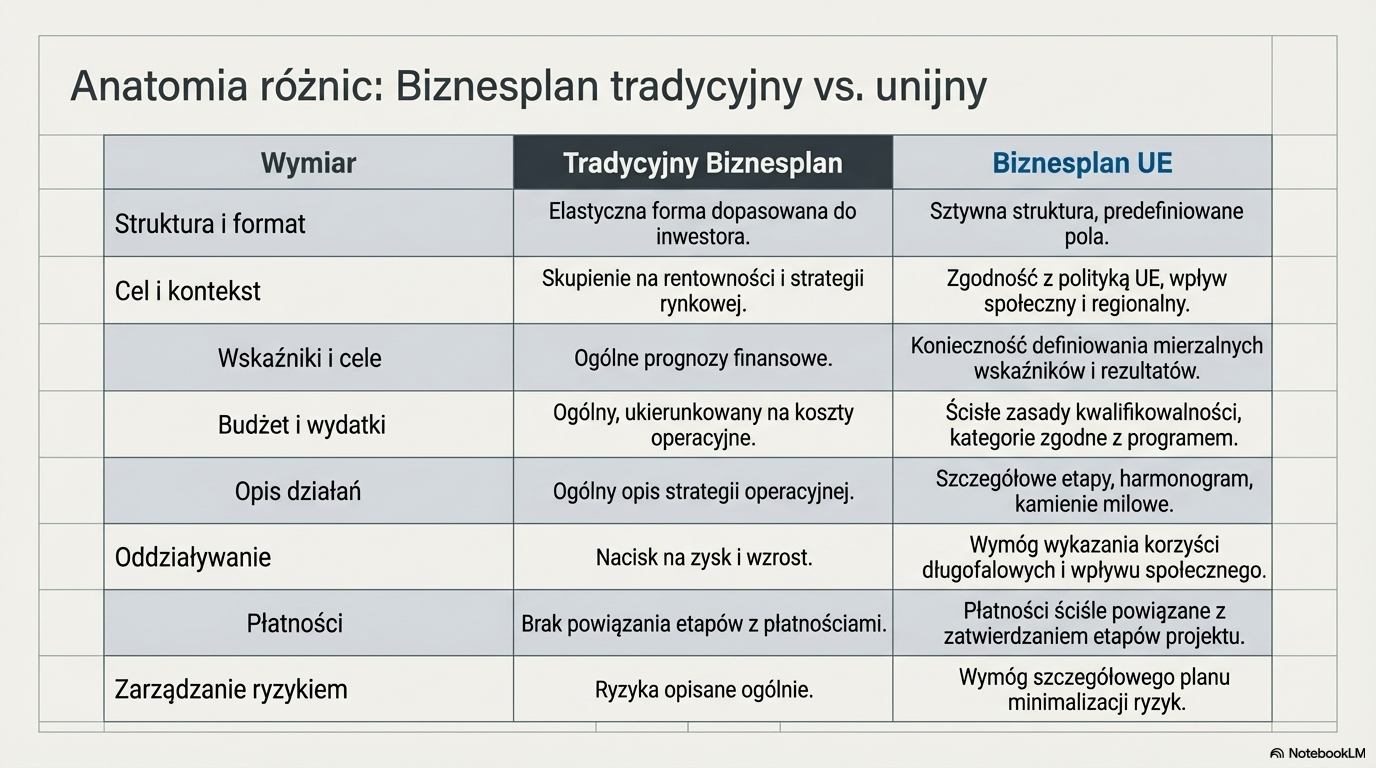 Anatomia różnic: Biznesplan tradycyjny vs. unijny
Wymiar
Tradycyjny Biznesplan
Biznesplan UE
Struktura i format
Elastyczna forma dopasowana do
inwestora.
Sztywna struktura, predefiniowane
pola.
Cel i kontekst
Skupienie na rentowności i strategii
rynkowej.
Zgodność z polityką UE, wpływ
społeczny i regionalny.
Wskaźniki i cele
Ogólne prognozy finansowe.
Konieczność definiowania mierzalnych
wskaźników i rezultatów.
Budżet i wydatki
Ogólny, ukierunkowany na koszty
operacyjne.
Ścisłe zasady kwalifikowalności,
kategorie zgodne z programem.
Opis działań
Ogólny opis strategii operacyjnej.
Szczegółowe etapy, harmonogram,
kamienie milowe.
Oddziaływanie
Nacisk na zysk i wzrost.
Wymóg wykazania korzyści
długofalowych i wpływu społecznego.
Płatności
Brak powiązania etapów z płatnościami.
Płatności ściśle powiązane z
zatwierdzaniem etapów projektu.
Zarządzanie ryzykiem
Ryzyka opisane ogólnie.
Wymóg szczegółowego planu
minimalizacji ryzyk.
NotebookLM